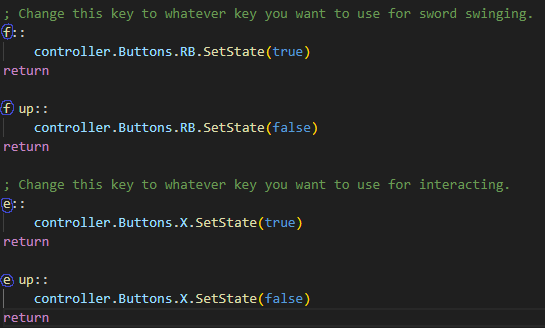 ; Change this key to whatever key you want to use for sword swinging.
f::
    controller.Buttons.RB.SetState(true)
return

f up::
    controller.Buttons.RB.SetState(false)
return

; Change this key to whatever key you want to use for interacting.
e::
    controller.Buttons.X.SetState(true)
return

e up::
    controller.Buttons.X.SetState(false)
return